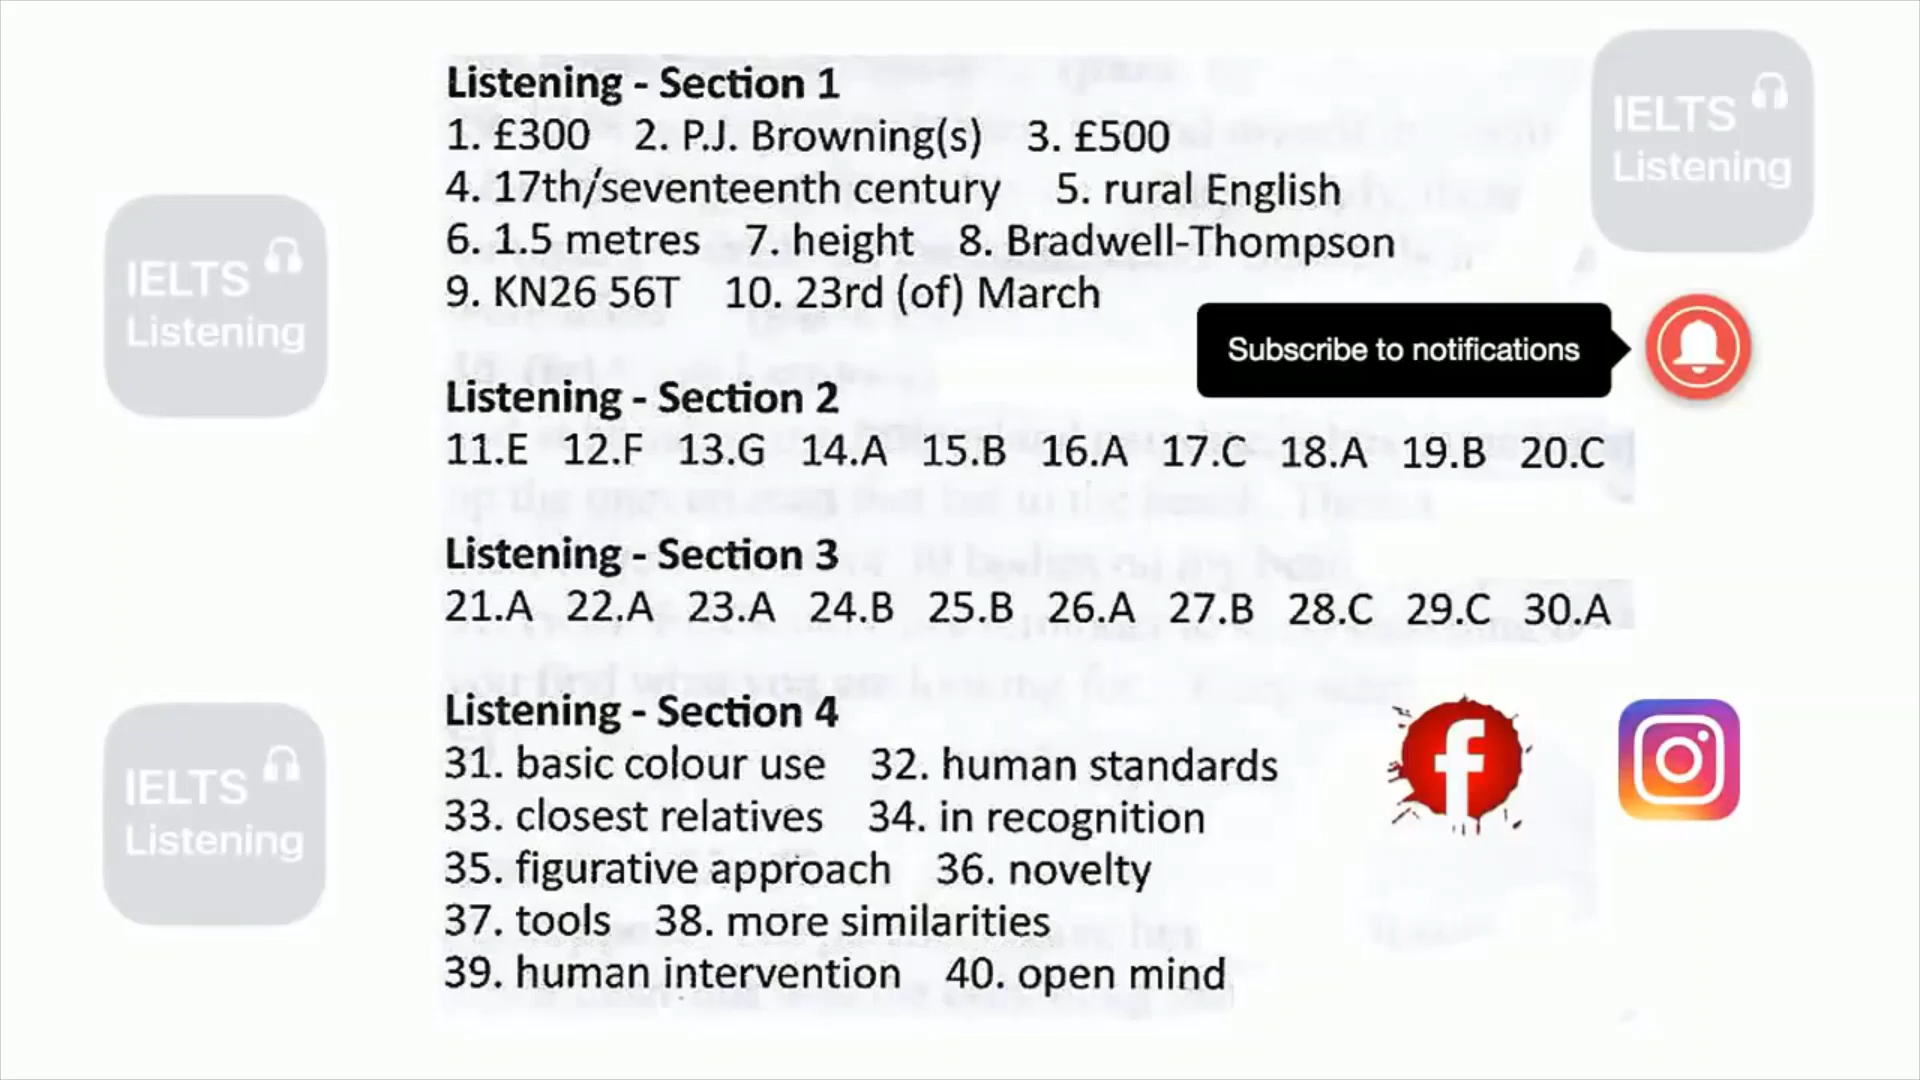 Listening - Section 1
1. £300 2. P.J. Browning(s) 3. £500
4. 17th/seventeenth century 5. rural English
6. 1.5 metres 7. height 8. Bradwell-Thompson
9. KN26 56T 10. 23rd (of) March
Listening - Section 2
11.E 12.F 13.G 14.A 15.B 16.A 17.C 18.A 19.B 20.C
Listening - Section 3
21.A 22.A 23.A 24.B 25.B 26.A 27.B 28.C 29.C 30.A
Listening - Section 4
31. basic colour use 32. human standards
33. closest relatives 34. in recognition
35. figurative approach 36. novelty
37. tools 38. more similarities
39. human intervention 40. open mind
IELTS
Listening
IELTS
Listening
IELTS
Listening
Subscribe to notifications